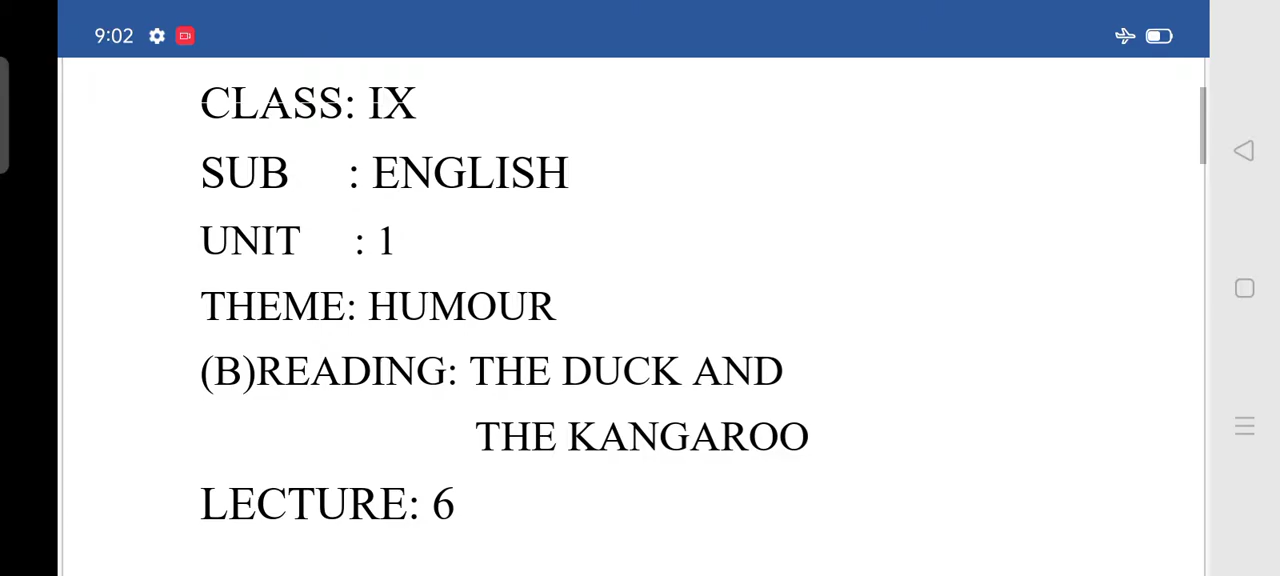 9:02
CLASS: IX
SUB : ENGLISH
UNIT : 1
THEME: HUMOUR
(B)READING: THE DUCK AND
THE KANGAROO
LECTURE: 6